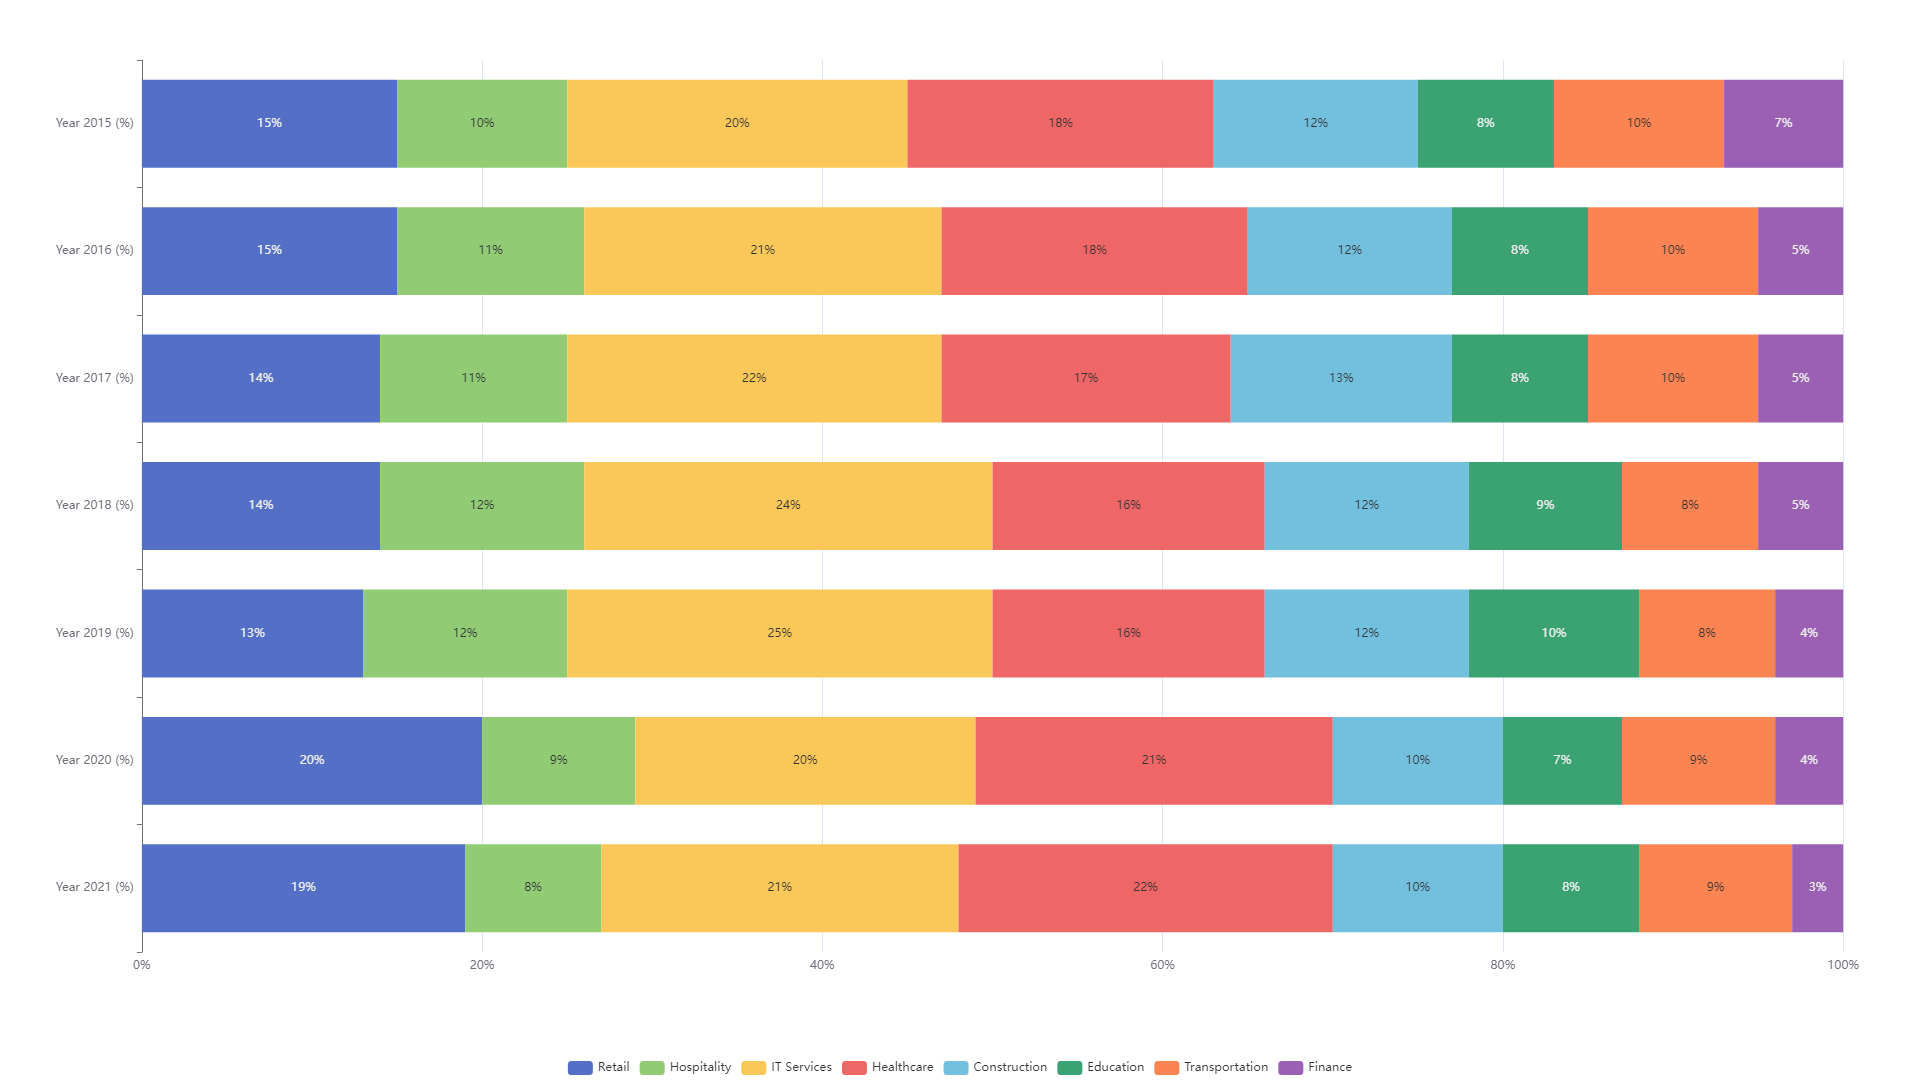 Year 2015 (%) 15% 10% 20% 18% 12% 8% 10% 7%
Year 2016 (%) 15% 11% 21% 18% 12% 8% 10% 5%
Year 2017 (%) 14% 11% 22% 17% 13% 8% 10% 5%
Year 2018 (%) 14% 12% 24% 16% 12% 9% 8% 5%
Year 2019 (%) 13% 12% 25% 16% 12% 10% 8% 4%
Year 2020 (%) 20% 9% 20% 21% 10% 7% 9% 4%
Year 2021 (%) 19% 8% 21% 22% 10% 8% 9% 3%
0% 20% 40% 60% 80% 100%
Retail Hospitality IT Services Healthcare Construction Education Transportation Finance